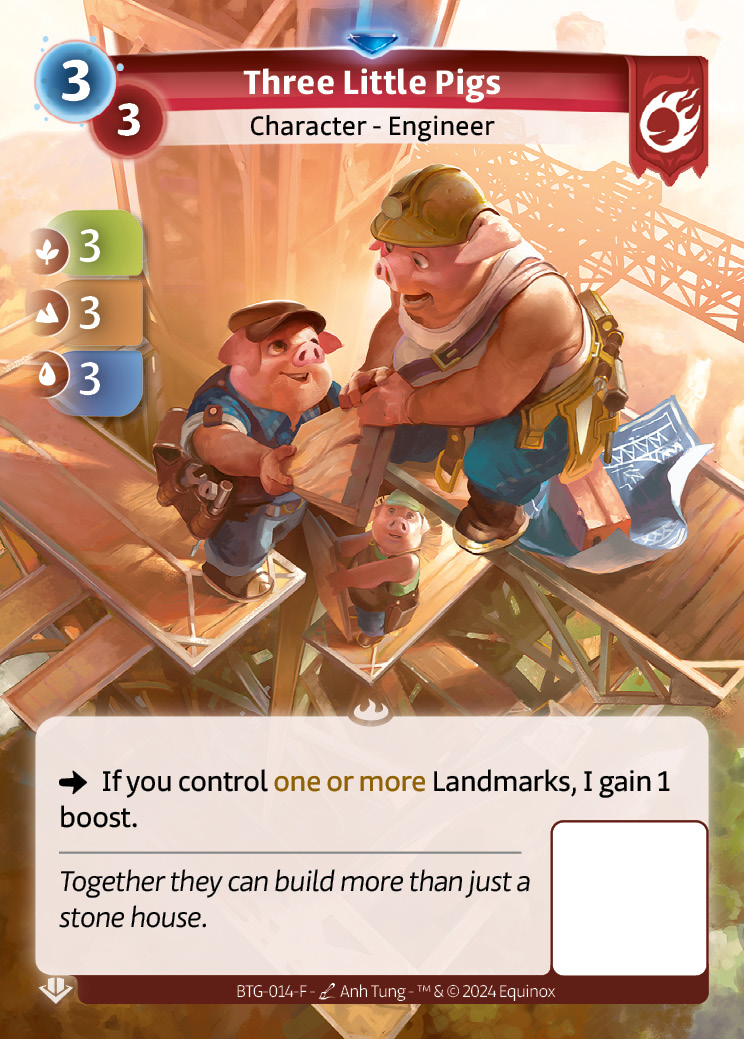 3
Three Little Pigs
3
Character - Engineer
3
3
3
If you control one or more Landmarks, I gain 1
boost.
Together they can build more than just a
stone house.
BTG-014-F - Anh Tung - ™ & © 2024 Equinox